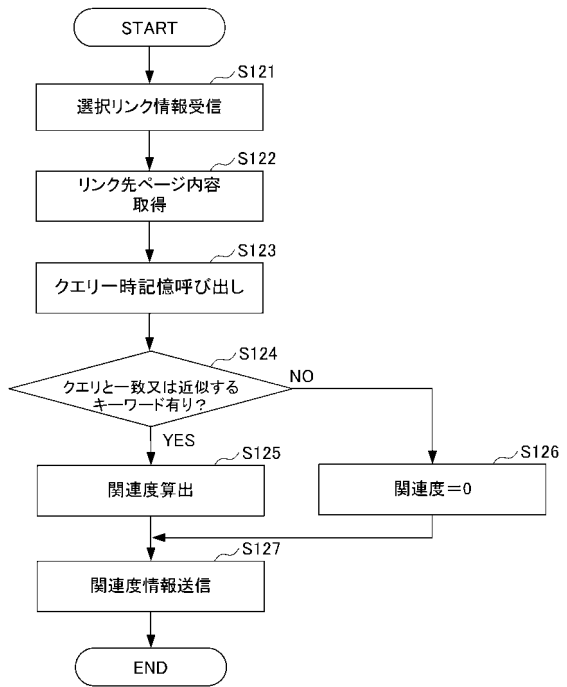 START
S121
選択リンク情報受信
S122
リンク先ページ内容
取得
S123
クエリ一時記憶呼び出し
S124
クエリと一致又は近似する
キーワード有り？
NO
YES
S125
関連度算出
S126
関連度＝0
S127
関連度情報送信
END